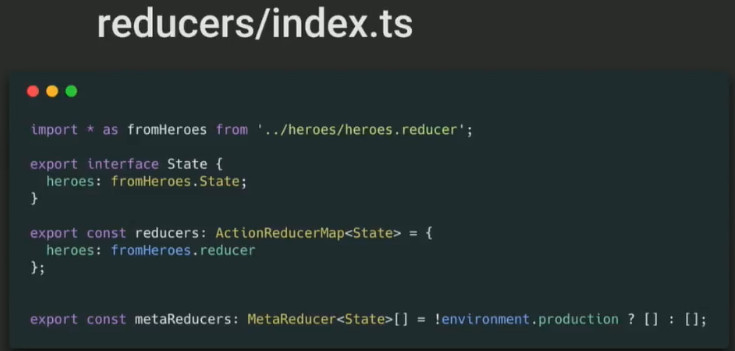 reducers/index.ts
import * as fromHeroes from '../heroes/heroes.reducer';
export interface State {
  heroes: fromHeroes.State;
}
export const reducers: ActionReducerMap<State> = {
  heroes: fromHeroes.reducer
};
export const metaReducers: MetaReducer<State>[] = !environment.production ? [] : [];